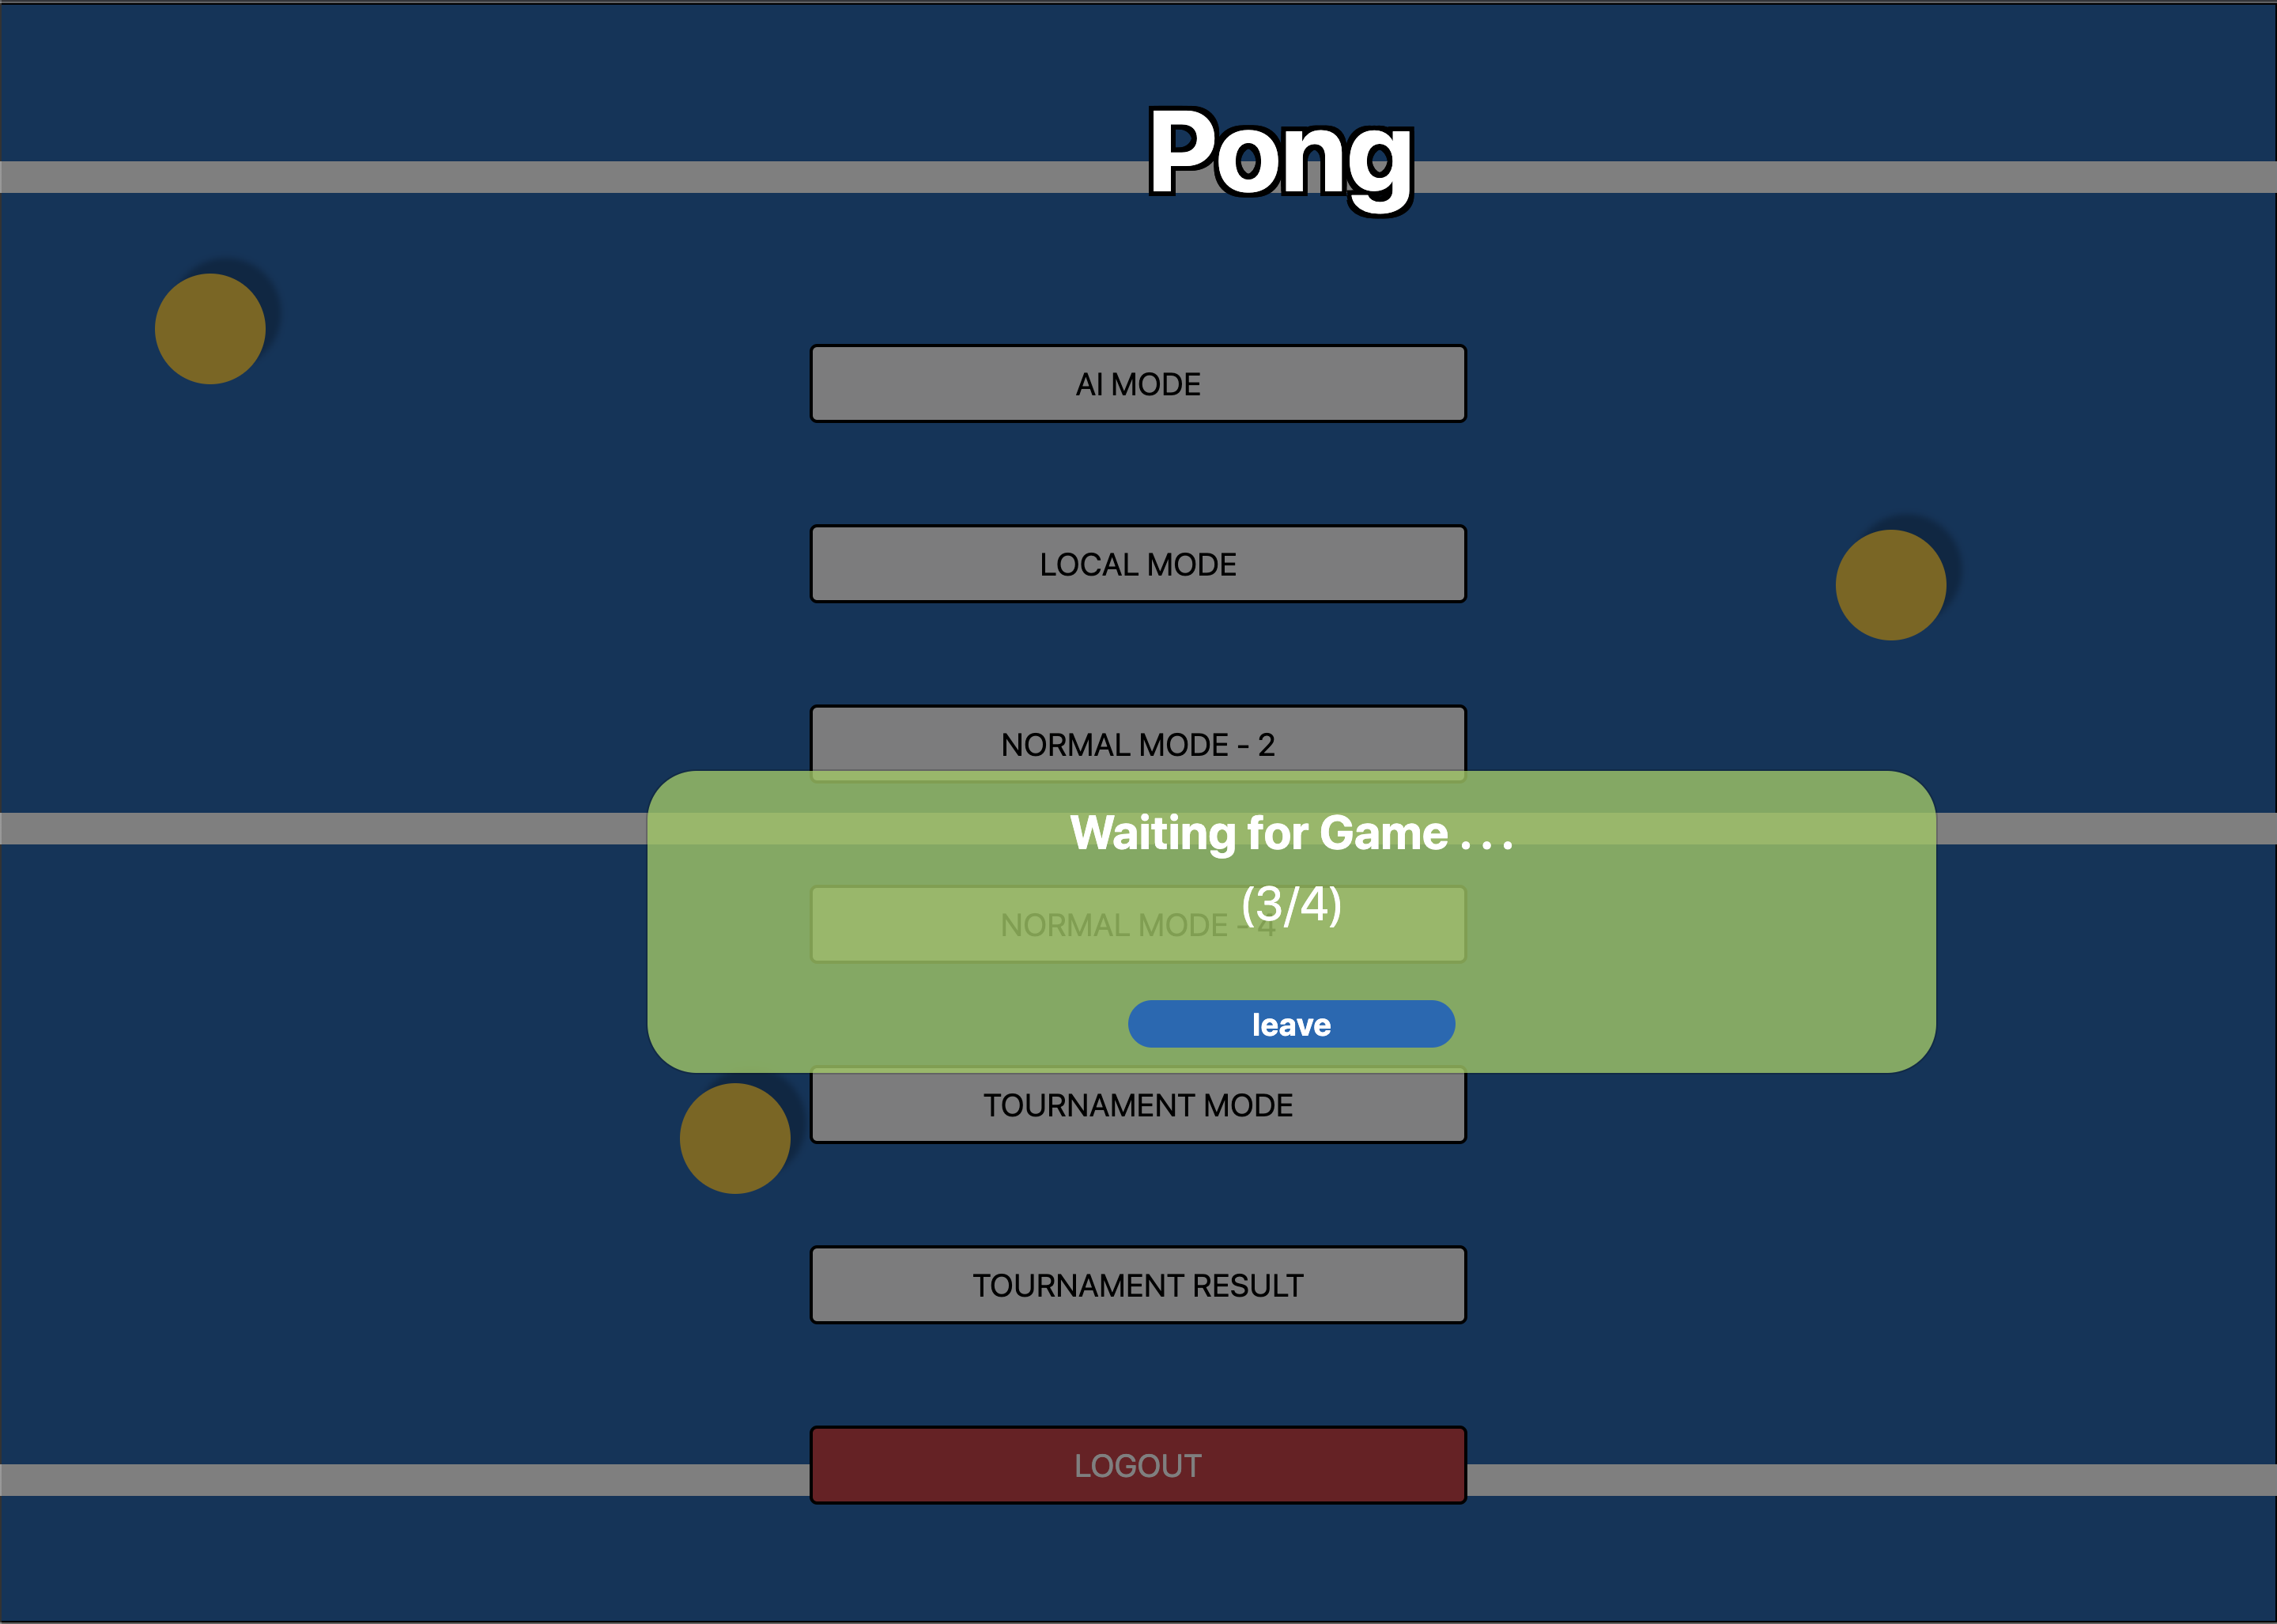 Pong
AI MODE
LOCAL MODE
NORMAL MODE - 2
Waiting for Game . . .
(3/4)
NORMAL MODE - 4
leave
TOURNAMENT MODE
TOURNAMENT RESULT
LOGOUT